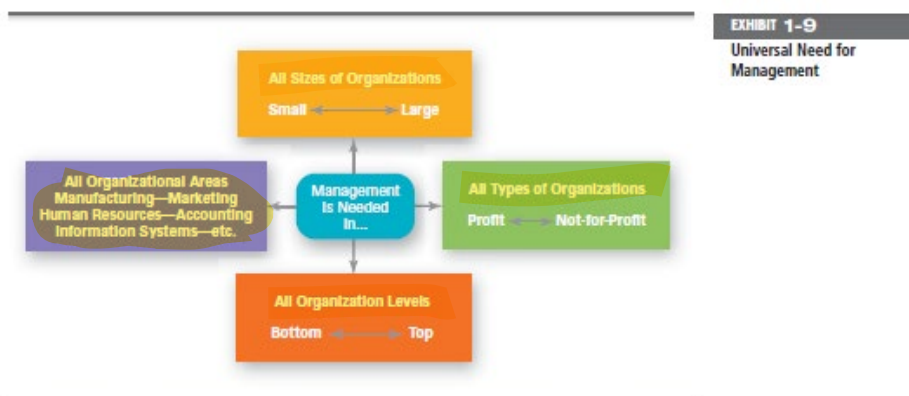 EXHIBIT 1-9
Universal Need for
Management
All Sizes of Organizations
Small Large
All Organizational Areas
Manufacturing—Marketing
Human Resources—Accounting
Information Systems—etc.
Management
Is Needed
In...
All Types of Organizations
Profit Not-for-Profit
All Organization Levels
Bottom Top